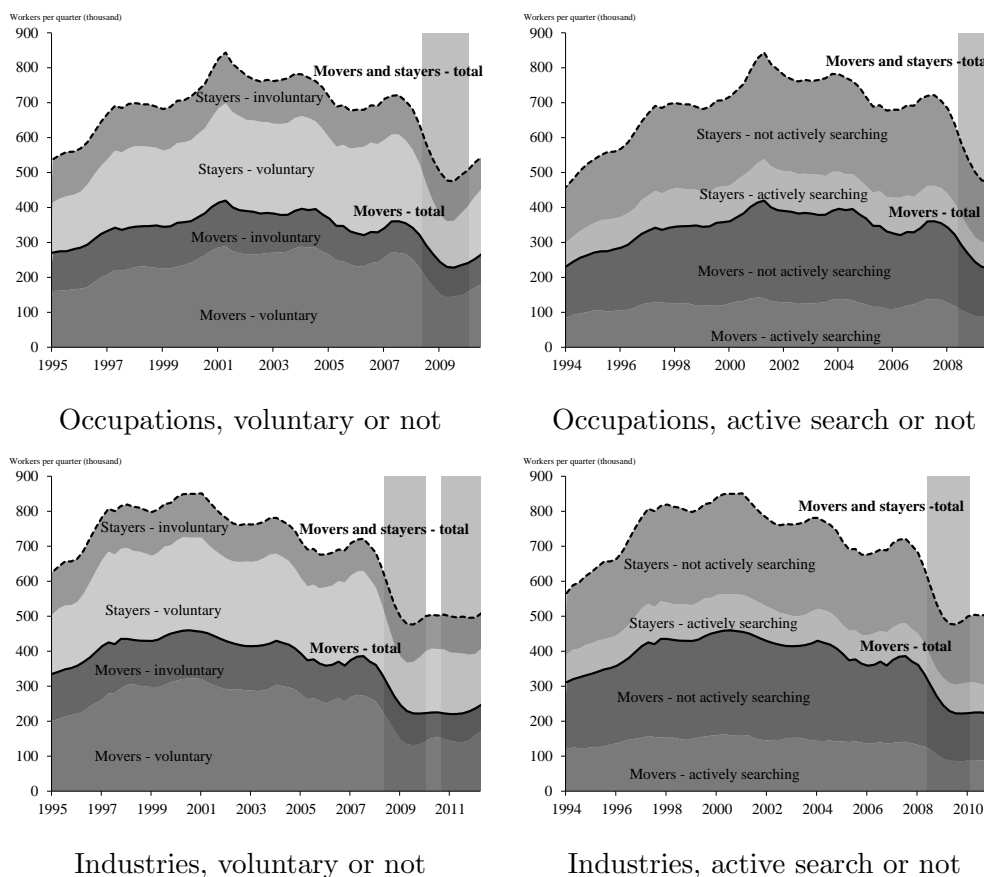 Workers per quarter (thousand)
900
800
700
600
500
400
300
200
100
0
Movers and stayers - total
Stayers - involuntary
Stayers - voluntary
Movers - total
Movers - involuntary
Movers - voluntary
1995 1997 1999 2001 2003 2005 2007 2009
Occupations, voluntary or not
Workers per quarter (thousand)
900
800
700
600
500
400
300
200
100
0
Movers and stayers -tota
Stayers - not actively searching
Stayers - actively searching
Movers - total
Movers - not actively searching
Movers - actively searching
1994 1996 1998 2000 2002 2004 2006 2008
Occupations, active search or not
Workers per quarter (thousand)
900
800
700
600
500
400
300
200
100
0
Stayers - involuntary
Movers and stayers - total
Stayers - voluntary
Movers - total
Movers - involuntary
Movers - voluntary
1995 1997 1999 2001 2003 2005 2007 2009 2011
Industries, voluntary or not
Workers per quarter (thousand)
900
800
700
600
500
400
300
200
100
0
Movers and stayers -total
Stayers - not actively searching
Stayers - actively searching
Movers - total
Movers - not actively searching
Movers - actively searching
1994 1996 1998 2000 2002 2004 2006 2008 2010
Industries, active search or not